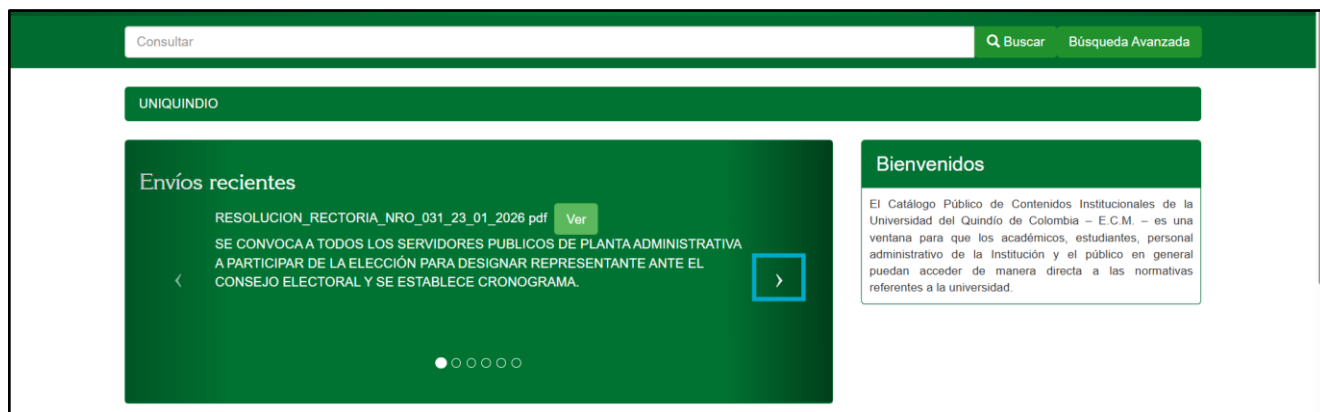 Consultar
Buscar
Búsqueda Avanzada
UNIQUINDIO
Envíos recientes
RESOLUCION_RECTORIA_NRO_031_23_01_2026 pdf Ver
SE CONVOCA A TODOS LOS SERVIDORES PUBLICOS DE PLANTA ADMINISTRATIVA
A PARTICIPAR DE LA ELECCIÓN PARA DESIGNAR REPRESENTANTE ANTE EL
CONSEJO ELECTORAL Y SE ESTABLECE CRONOGRAMA.
Bienvenidos
El Catálogo Público de Contenidos Institucionales de la
Universidad del Quindío de Colombia – E.C.M. – es una
ventana para que los académicos, estudiantes, personal
administrativo de la Institución y el público en general
puedan acceder de manera directa a las normativas
referentes a la universidad.